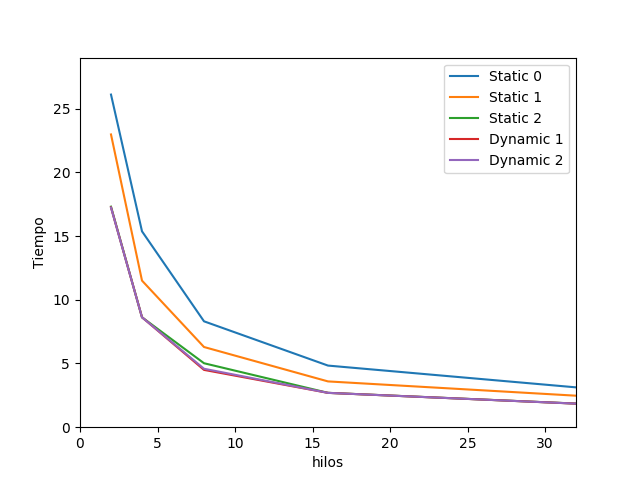 Static 0
Static 1
Static 2
Dynamic 1
Dynamic 2
Tiempo
25
20
15
10
5
0
0 5 10 15 20 25 30
hilos